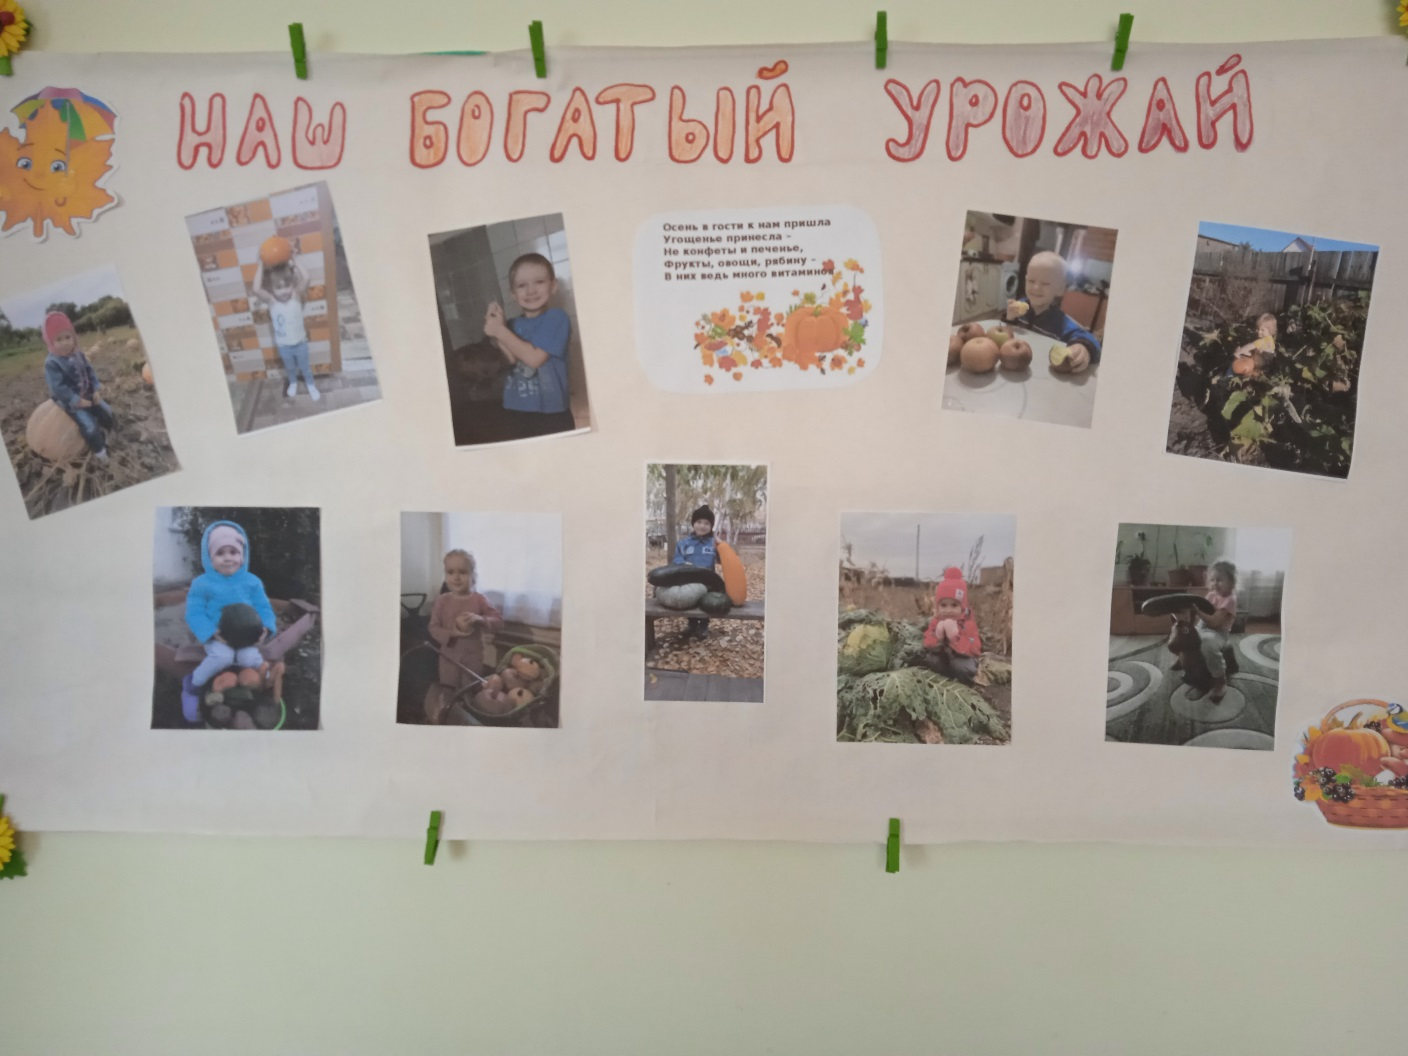 НАШ БОГАТЫЙ УРОЖАЙ
Осень в гости к нам пришла
Угощенье принесла –
Не конфеты и печенье,
Фрукты, овощи, рябину –
В них ведь много витаминов